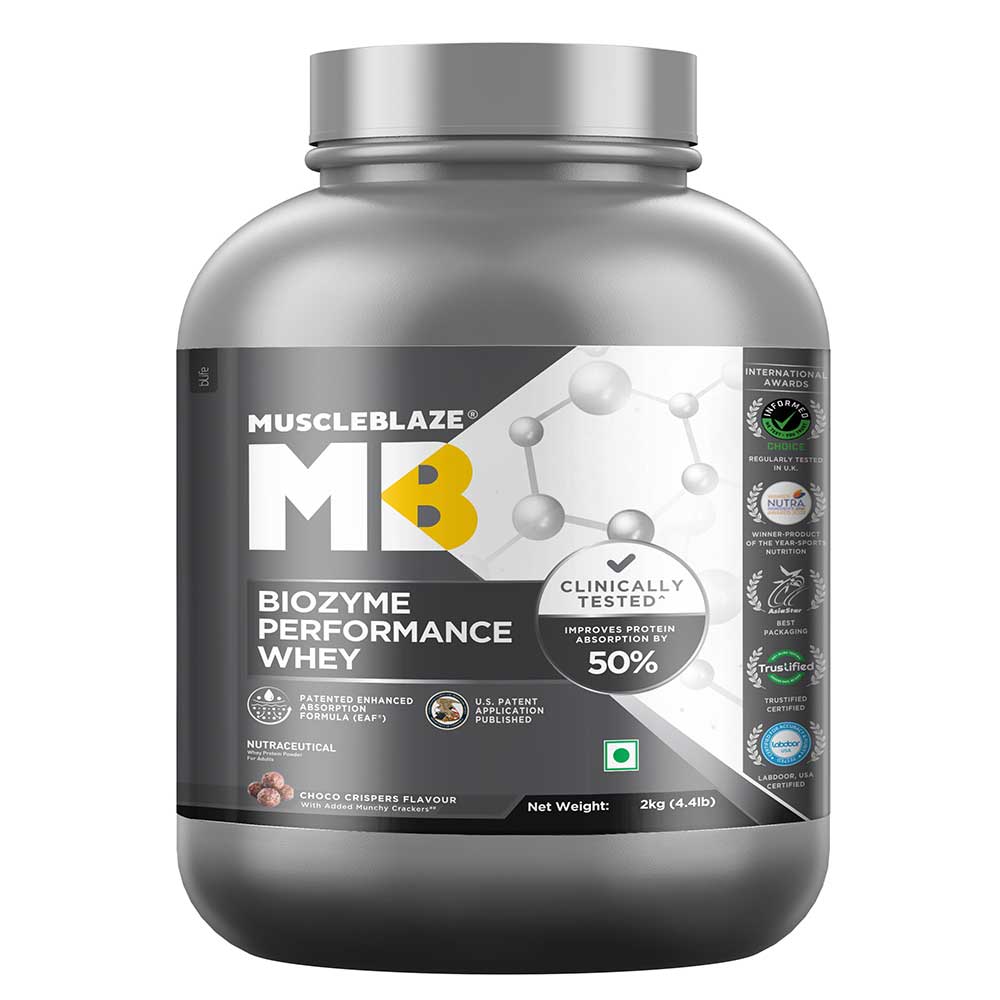 bLife
MUSCLEBLAZE®
MB
BIOZYME
PERFORMANCE
WHEY
PATENTED ENHANCED
ABSORPTION
FORMULA (EAF®)
U.S. PATENT
APPLICATION
PUBLISHED
NUTRACEUTICAL
Whey Protein Powder
For Adults
CHOCO CRISPERS FLAVOUR
With Added Munchy Crackers##
CLINICALLY
TESTED^
IMPROVES PROTEIN
ABSORPTION BY
50%
Net Weight: 2kg (4.4lb)
INTERNATIONAL
AWARDS
INFORMED
CHOICE
REGULARLY TESTED
IN U.K.
NUTRA
WINNER-PRODUCT
OF THE YEAR-SPORTS
NUTRITION
AsiaStar
BEST
PACKAGING
Trustified
TRUSTIFIED
CERTIFIED
labdoor
USA
TESTED
LABDOOR, USA
CERTIFIED